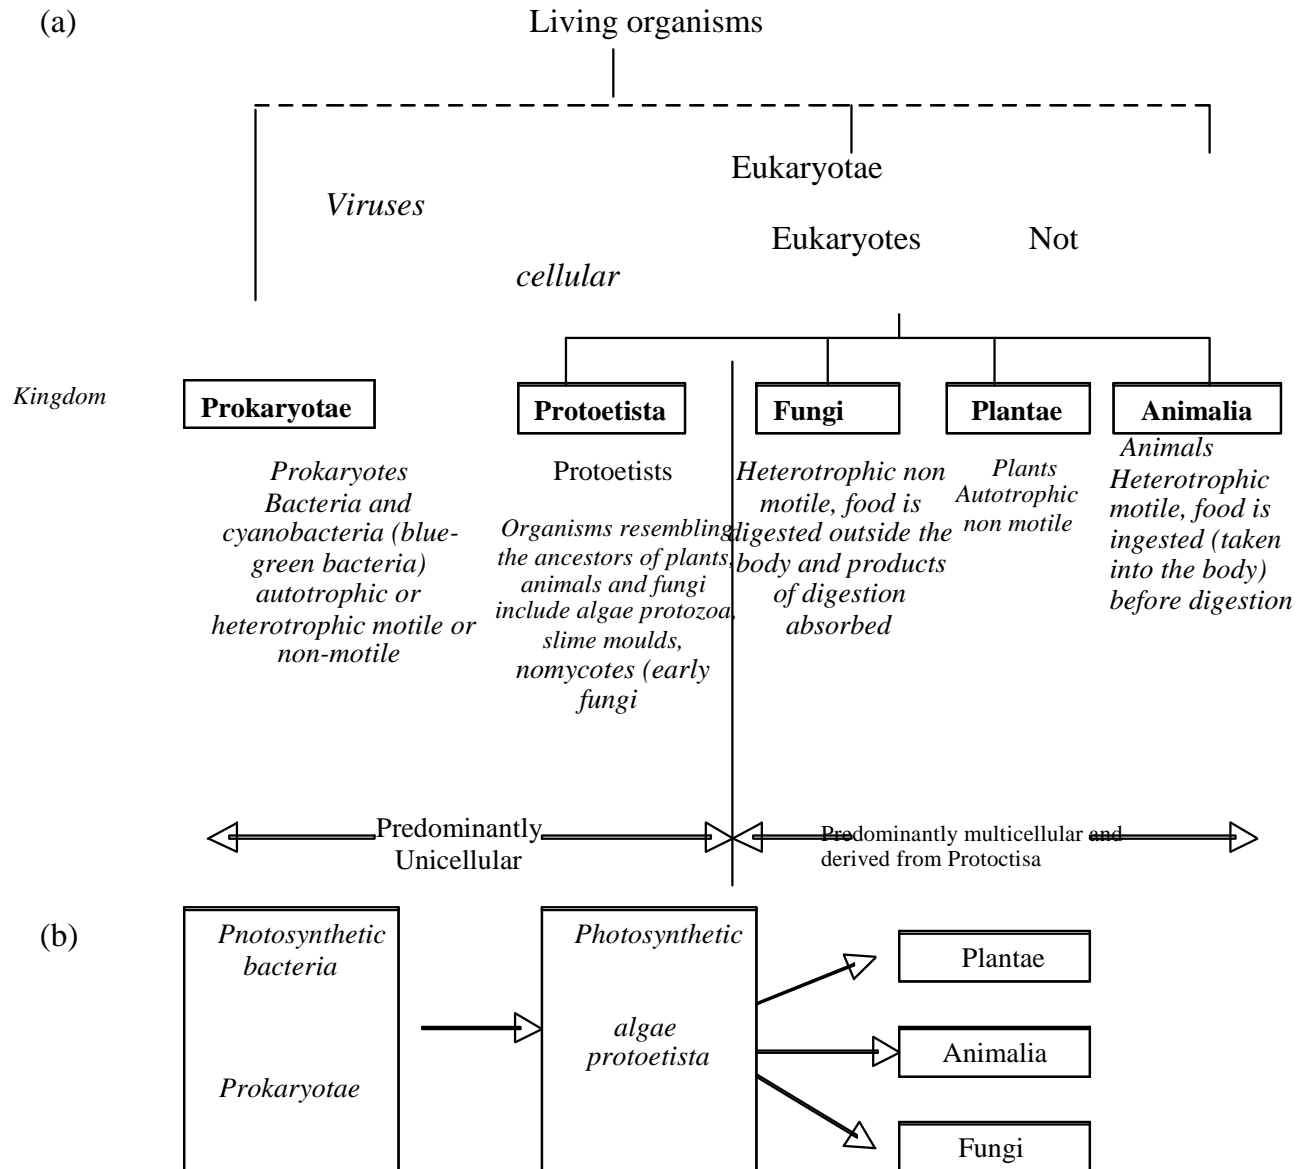 (a)
Living organisms
Eukaryotae
Viruses
Eukaryotes Not
cellular
Kingdom
Prokaryotae
Protoetista
Fungi
Plantae
Animalia
Prokaryotes
Bacteria and
cyanobacteria (blue-
green bacteria)
autotrophic or
heterotrophic motile or
non-motile
Protoetists
Organisms resembling
the ancestors of plants,
animals and fungi
include algae protozoa,
slime moulds,
nomycotes (early
fungi
Heterotrophic non
motile, food is
digested outside the
body and products
of digestion
absorbed
Plants
Autotrophic
non motile
Animals
Heterotrophic
motile, food is
ingested (taken
into the body)
before digestion
Predominantly
Unicellular
Predominantly multicellular and
derived from Protoctisa
(b)
Pnotosynthetic
bacteria
Prokaryotae
Photosynthetic
algae
protoetista
Plantae
Animalia
Fungi